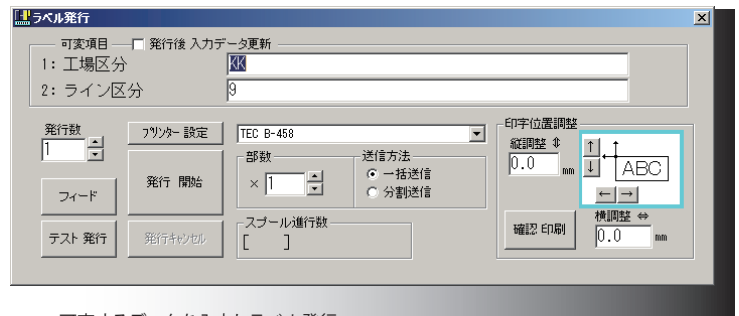 ラベル発行
可変項目 発行後 入力データ更新
1: 工場区分 KK
2: ライン区分 9
発行数
1
プリンター 設定
TEC B-458
部数
× 1
送信方法
一括送信
分割送信
発行 開始
フィード
テスト 発行
発行キャンセル
スプール進行数
[ ]
印字位置調整
縦調整 ⇕
0.0 mm
↑
↓
ABC
← →
確認 印刷
横調整 ⇔
0.0 mm